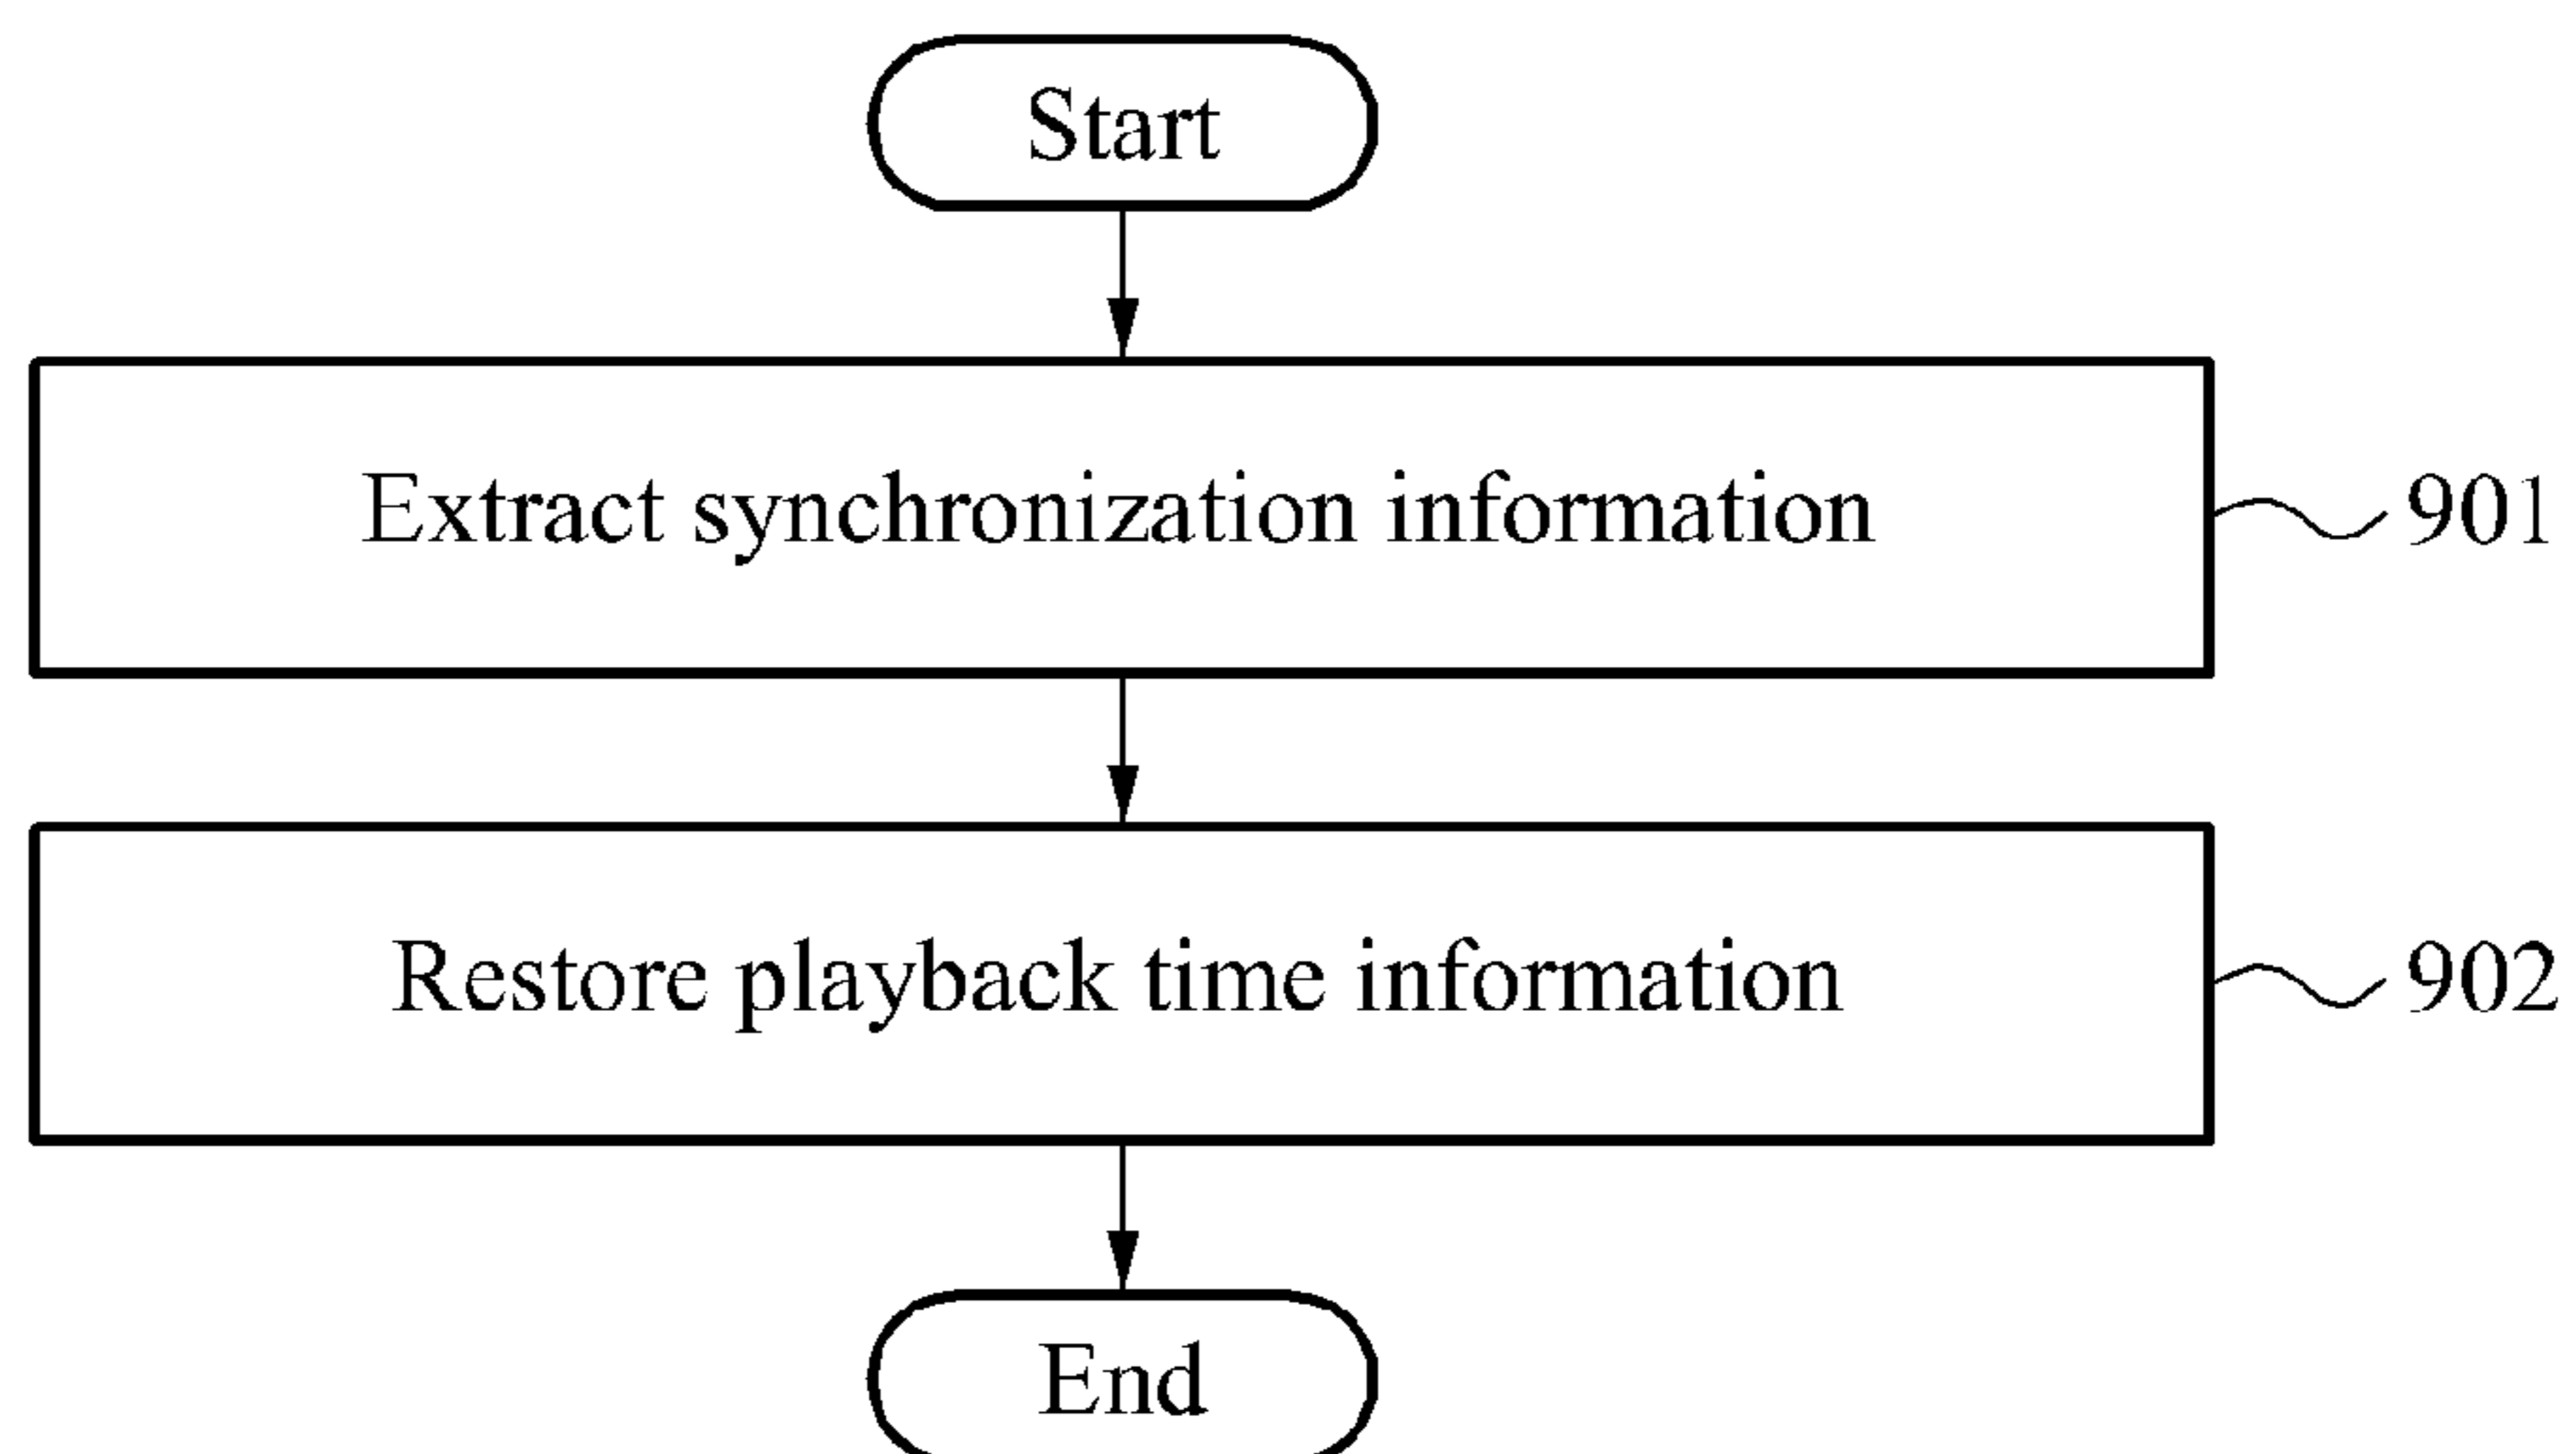 Start
Extract synchronization information
901
Restore playback time information
902
End